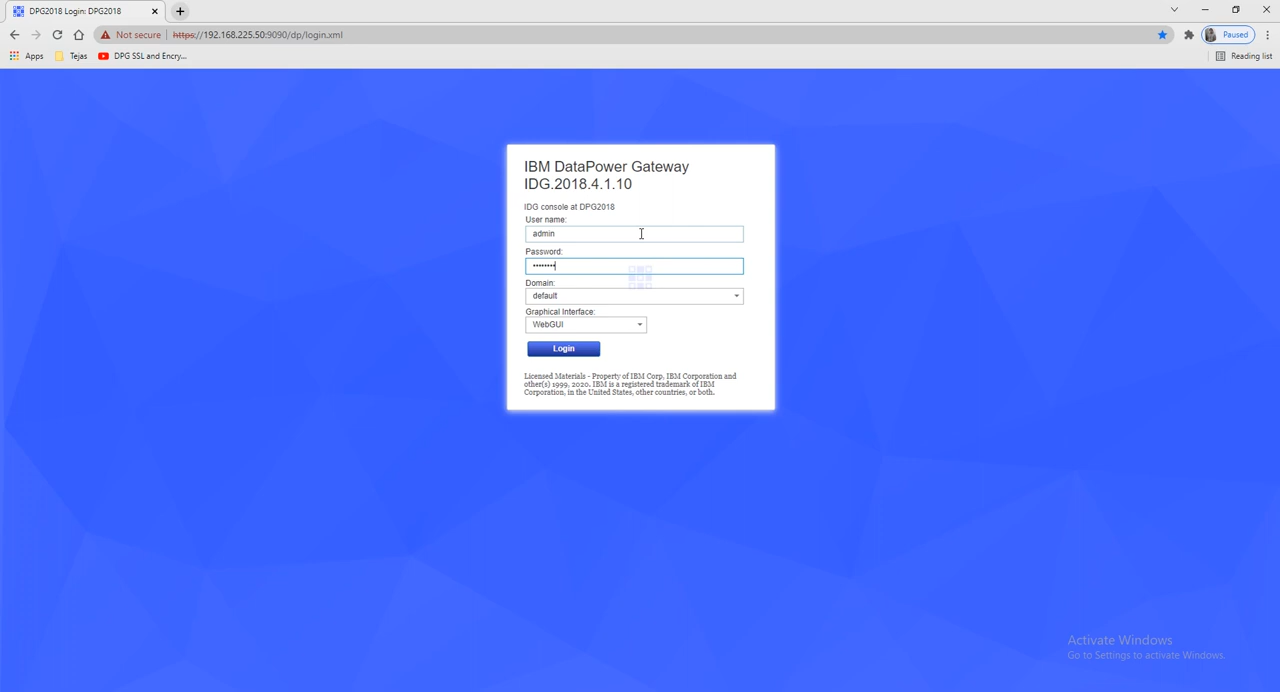 DPG2018 Login: DPG2018
Not secure | https://192.168.225.50:9090/dp/login.xml
Paused
Apps
Tejas
DPG SSL and Encry...
Reading list
IBM DataPower Gateway
IDG.2018.4.1.10
IDG console at DPG2018
User name:
admin
Password:
••••••••
Domain:
default
Graphical Interface:
WebGUI
Login
Licensed Materials - Property of IBM Corp, IBM Corporation and
other(s) 1999, 2020. IBM is a registered trademark of IBM
Corporation, in the United States, other countries, or both.
Activate Windows
Go to Settings to activate Windows.